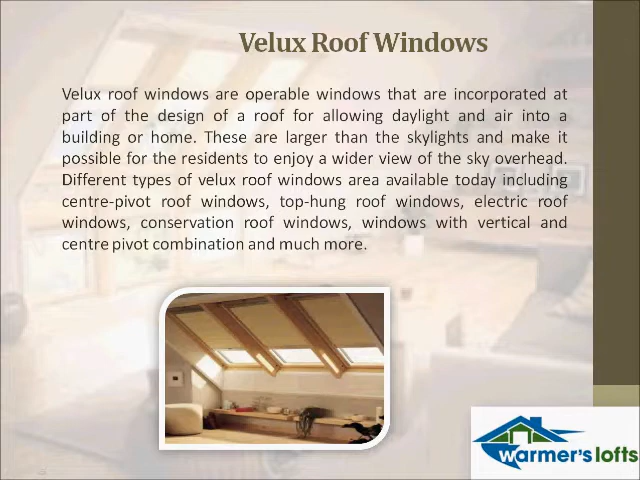 Velux Roof Windows
Velux roof windows are operable windows that are incorporated at
part of the design of a roof for allowing daylight and air into a
building or home. These are larger than the skylights and make it
possible for the residents to enjoy a wider view of the sky overhead.
Different types of velux roof windows area available today including
centre-pivot roof windows, top-hung roof windows, electric roof
windows, conservation roof windows, windows with vertical and
centre pivot combination and much more.
warmer's lofts